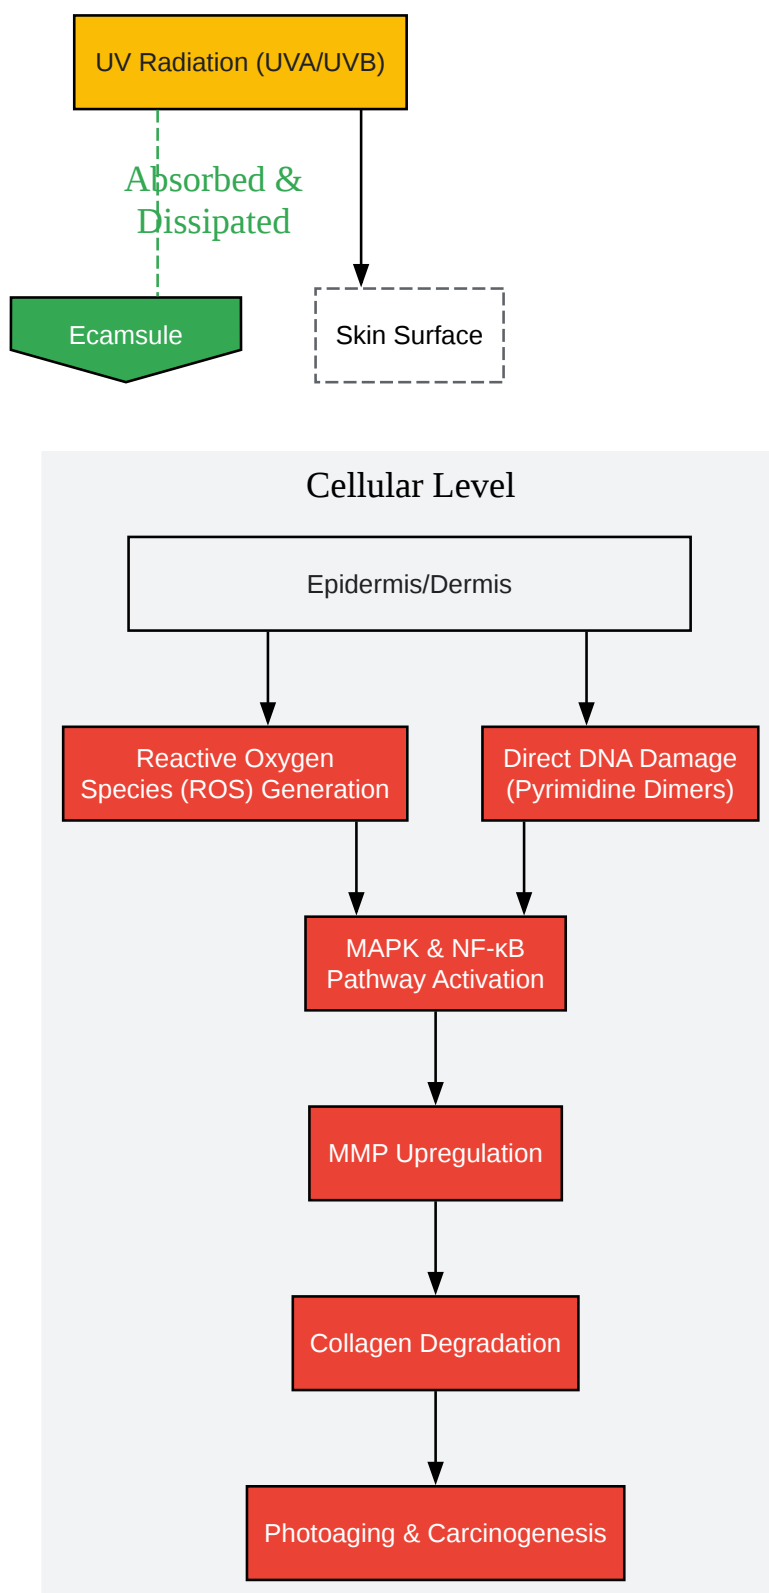 UV Radiation (UVA/UVB)
Absorbed &
Dissipated
Ecamsule
Skin Surface
Cellular Level
Epidermis/Dermis
Reactive Oxygen
Species (ROS) Generation
Direct DNA Damage
(Pyrimidine Dimers)
MAPK & NF-κB
Pathway Activation
MMP Upregulation
Collagen Degradation
Photoaging & Carcinogenesis